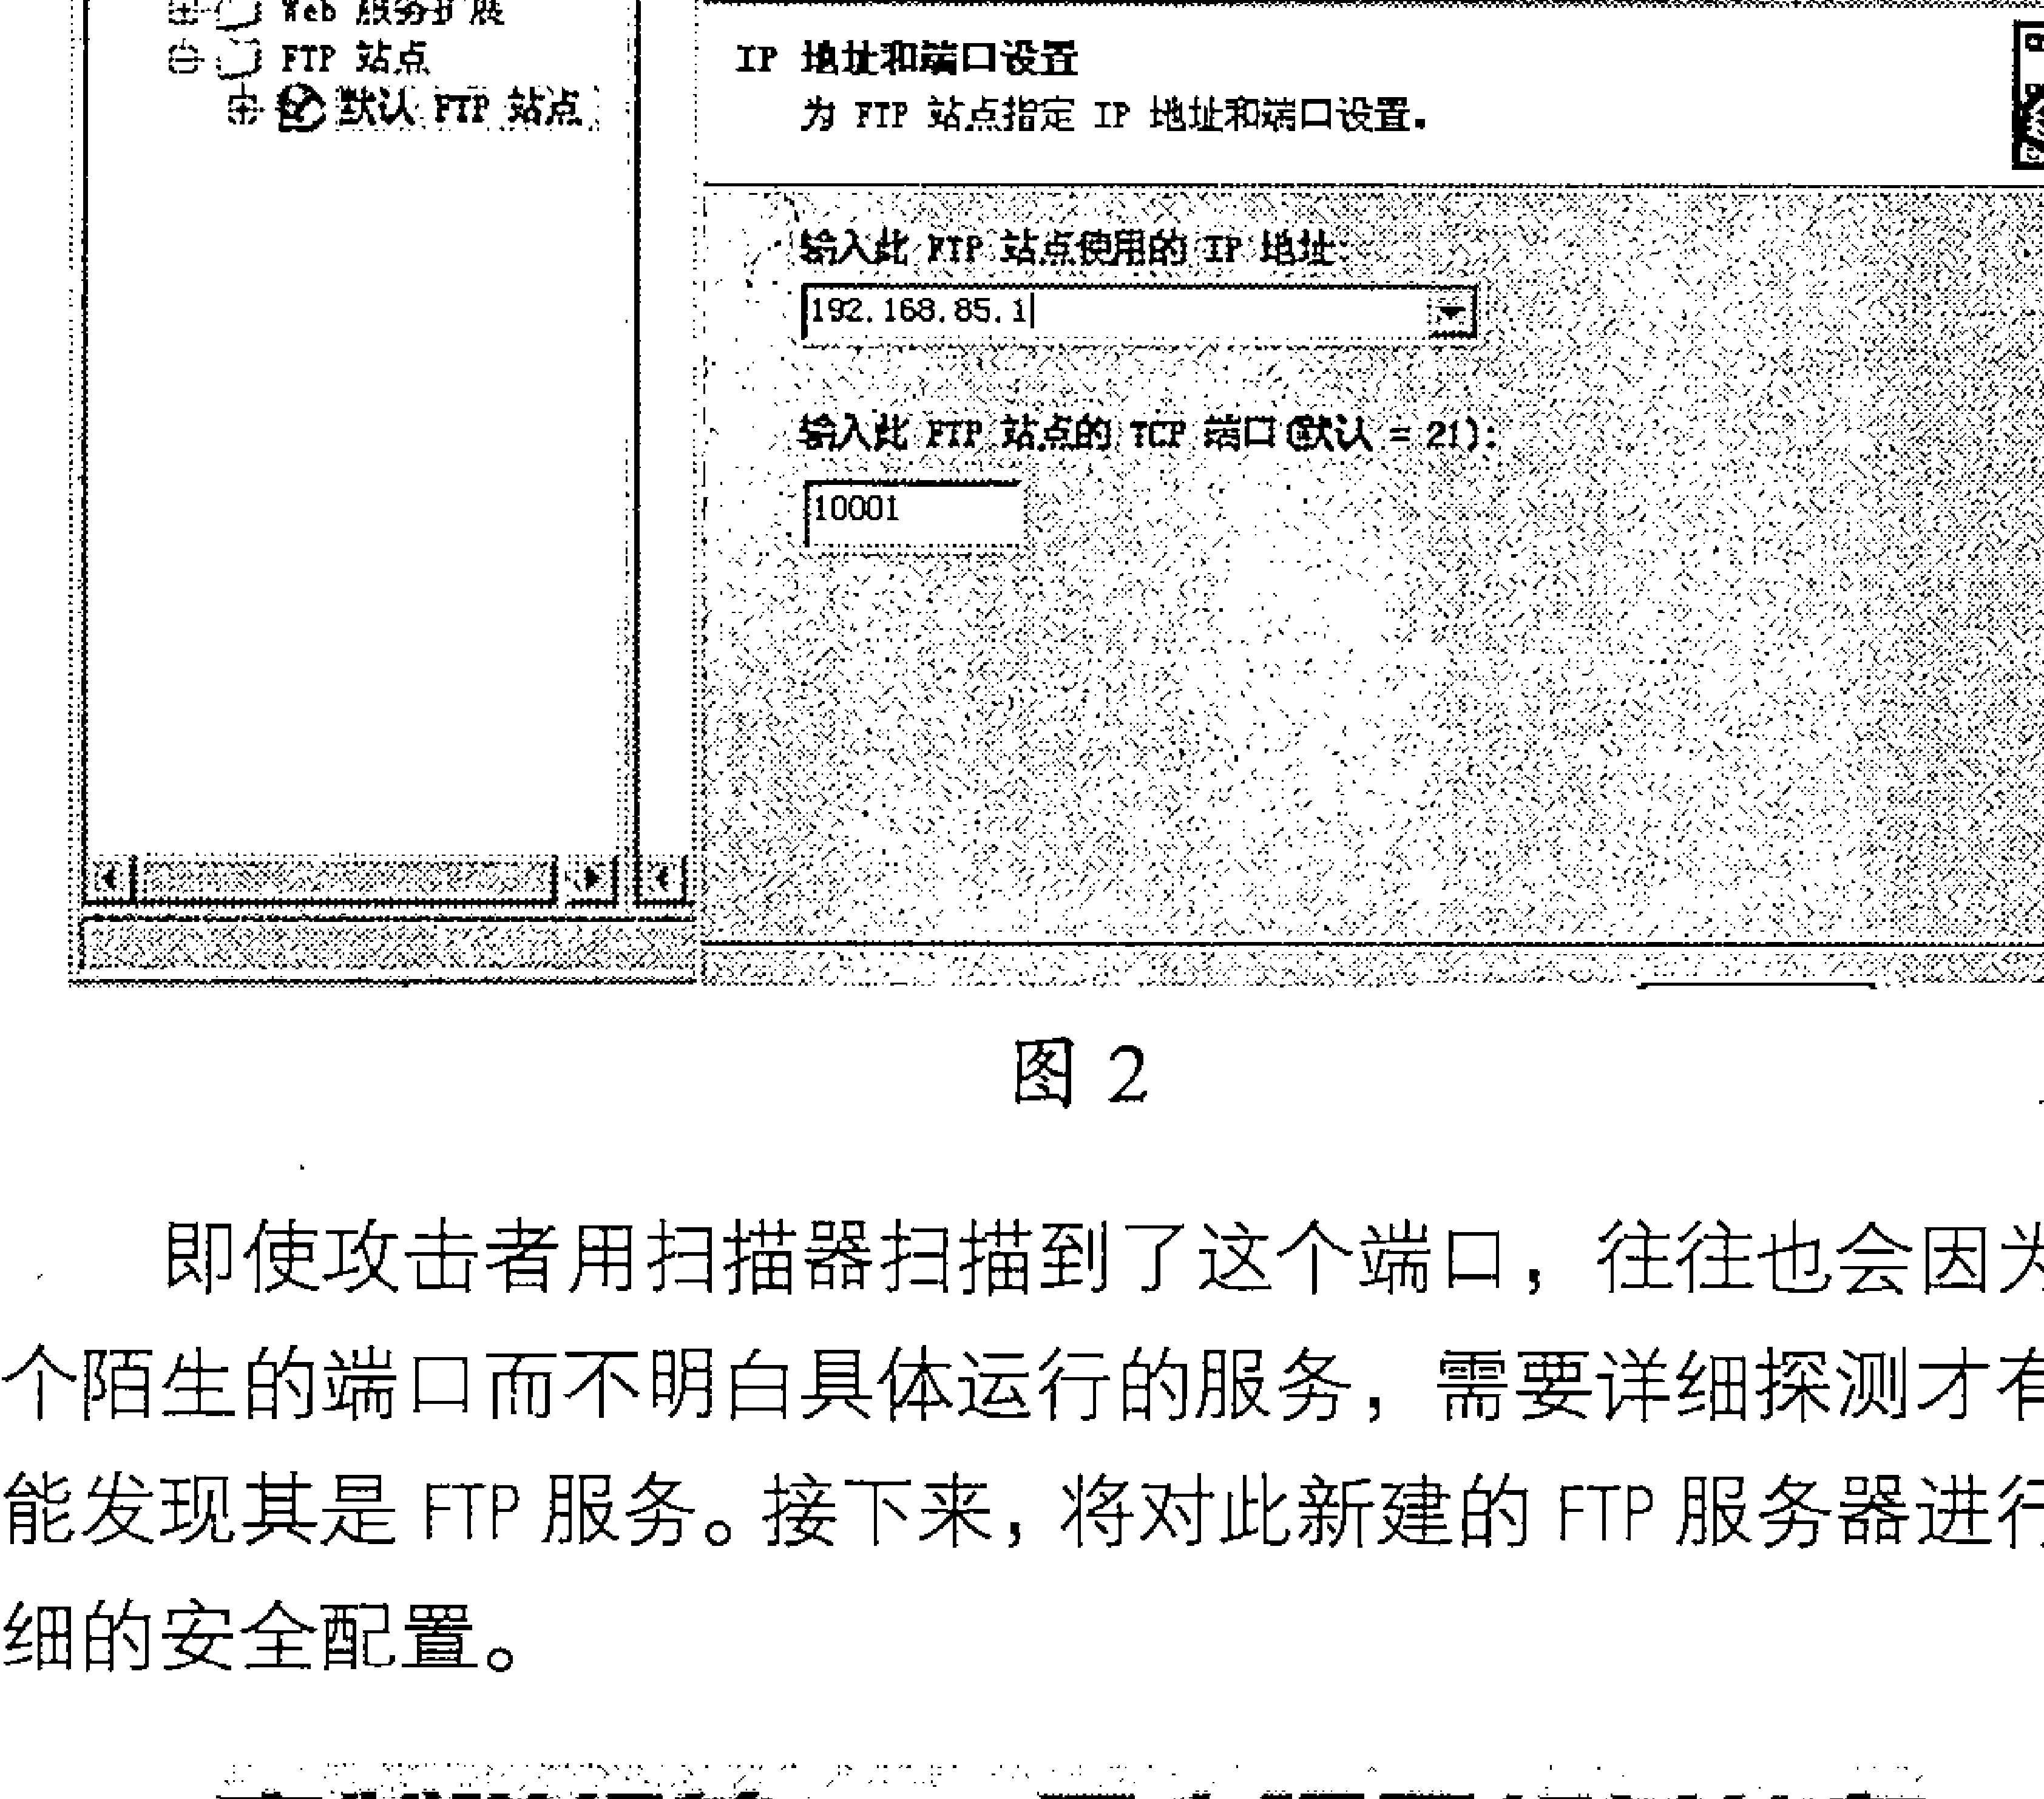 Web 服务扩展
FTP 站点
默认 FTP 站点
IP 地址和端口设置
为 FTP 站点指定 IP 地址和端口设置。
输入此 FTP 站点使用的 IP 地址:
192.168.85.1
输入此 FTP 站点的 TCP 端口(默认 = 21):
10001
图 2
即使攻击者用扫描器扫描到了这个端口，往往也会因为
个陌生的端口而不明白具体运行的服务，需要详细探测才有
能发现其是 FTP 服务。接下来，将对此新建的 FTP 服务器进行
细的安全配置。